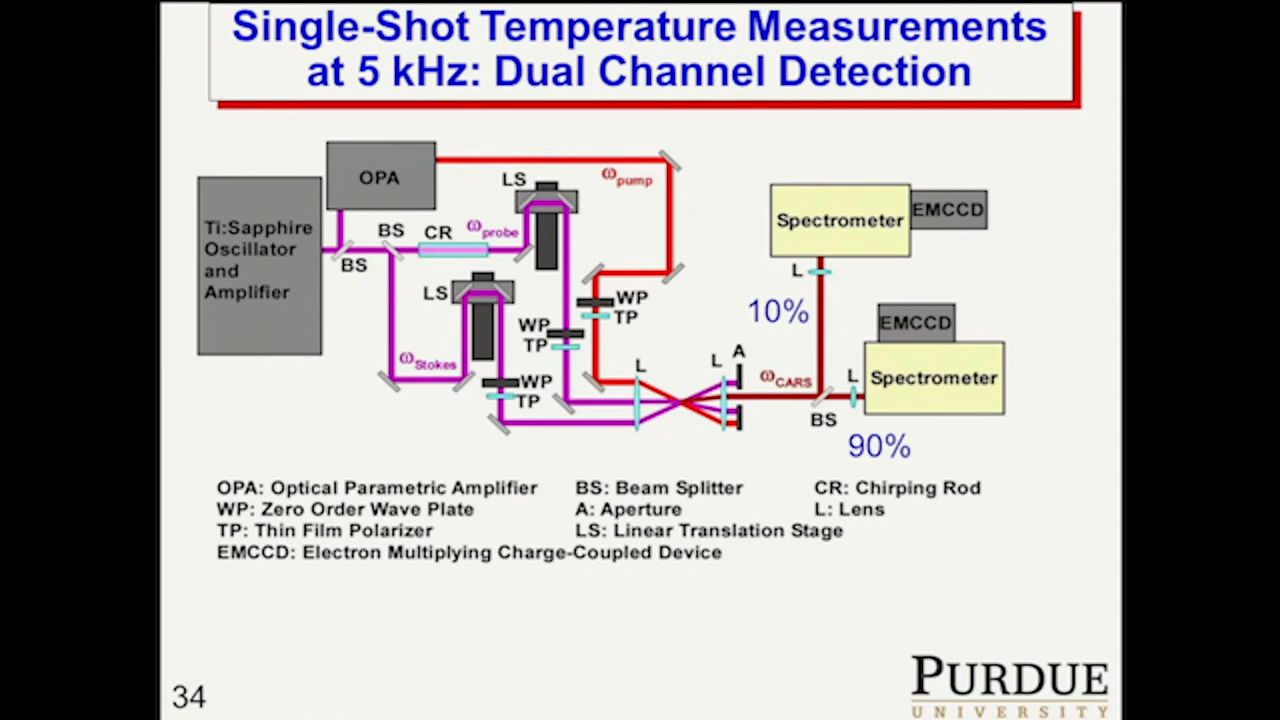 Single-Shot Temperature Measurements
at 5 kHz: Dual Channel Detection
OPA
Ti:Sapphire
Oscillator
and
Amplifier
BS
BS
CR
ωprobe
LS
ωpump
LS
ωStokes
WP
TP
WP
TP
WP
TP
L
L
A
ωCARS
BS
L
Spectrometer
EMCCD
L
10%
EMCCD
Spectrometer
90%
OPA: Optical Parametric Amplifier
BS: Beam Splitter
CR: Chirping Rod
WP: Zero Order Wave Plate
A: Aperture
L: Lens
TP: Thin Film Polarizer
LS: Linear Translation Stage
EMCCD: Electron Multiplying Charge-Coupled Device
34
PURDUE
UNIVERSITY